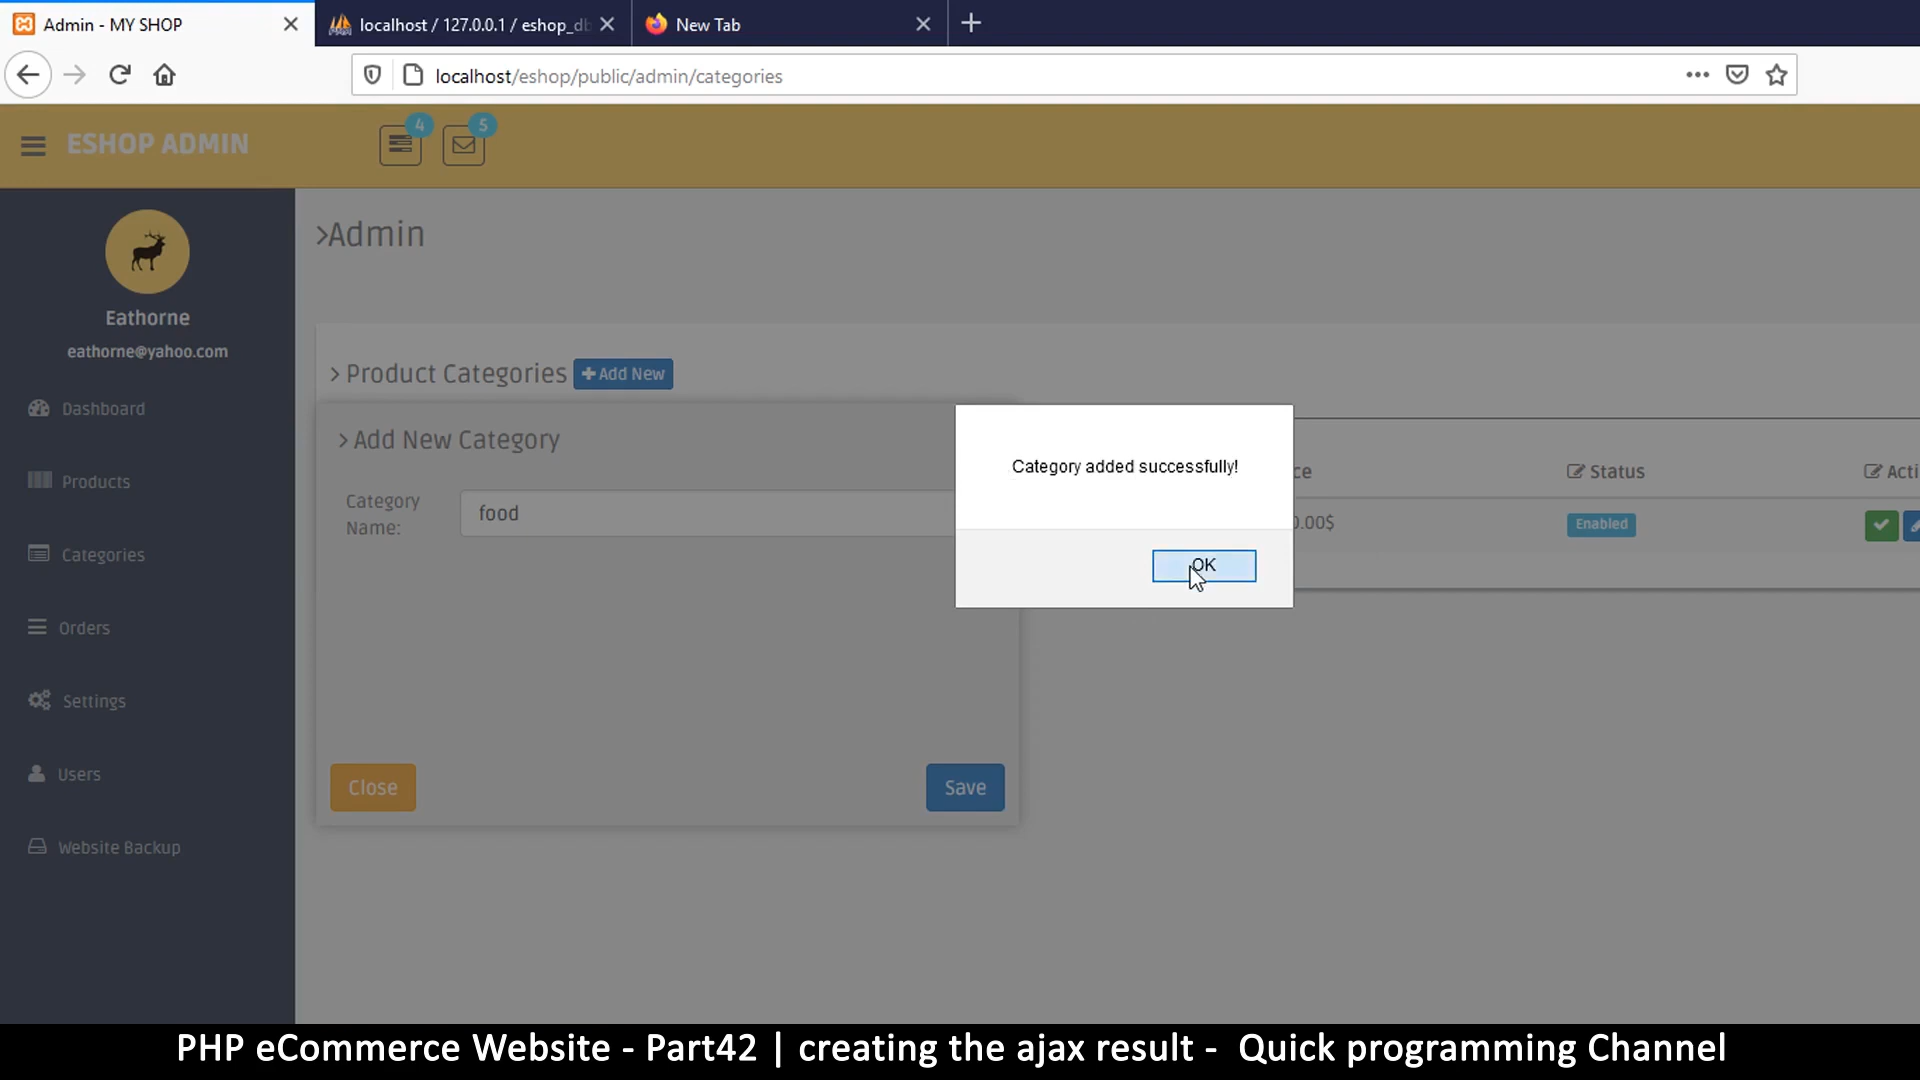 Admin - MY SHOP
localhost / 127.0.0.1 / eshop_db
New Tab
localhost/eshop/public/admin/categories
ESHOP ADMIN
4
5
Eathorne
eathorne@yahoo.com
Dashboard
Products
Categories
Orders
Settings
Users
Website Backup
>Admin
> Product Categories
+Add New
> Add New Category
Category
Name:
food
Close
Save
Category added successfully!
OK
ce
Status
Acti
0.00$
Enabled
PHP eCommerce Website - Part42 | creating the ajax result - Quick programming Channel